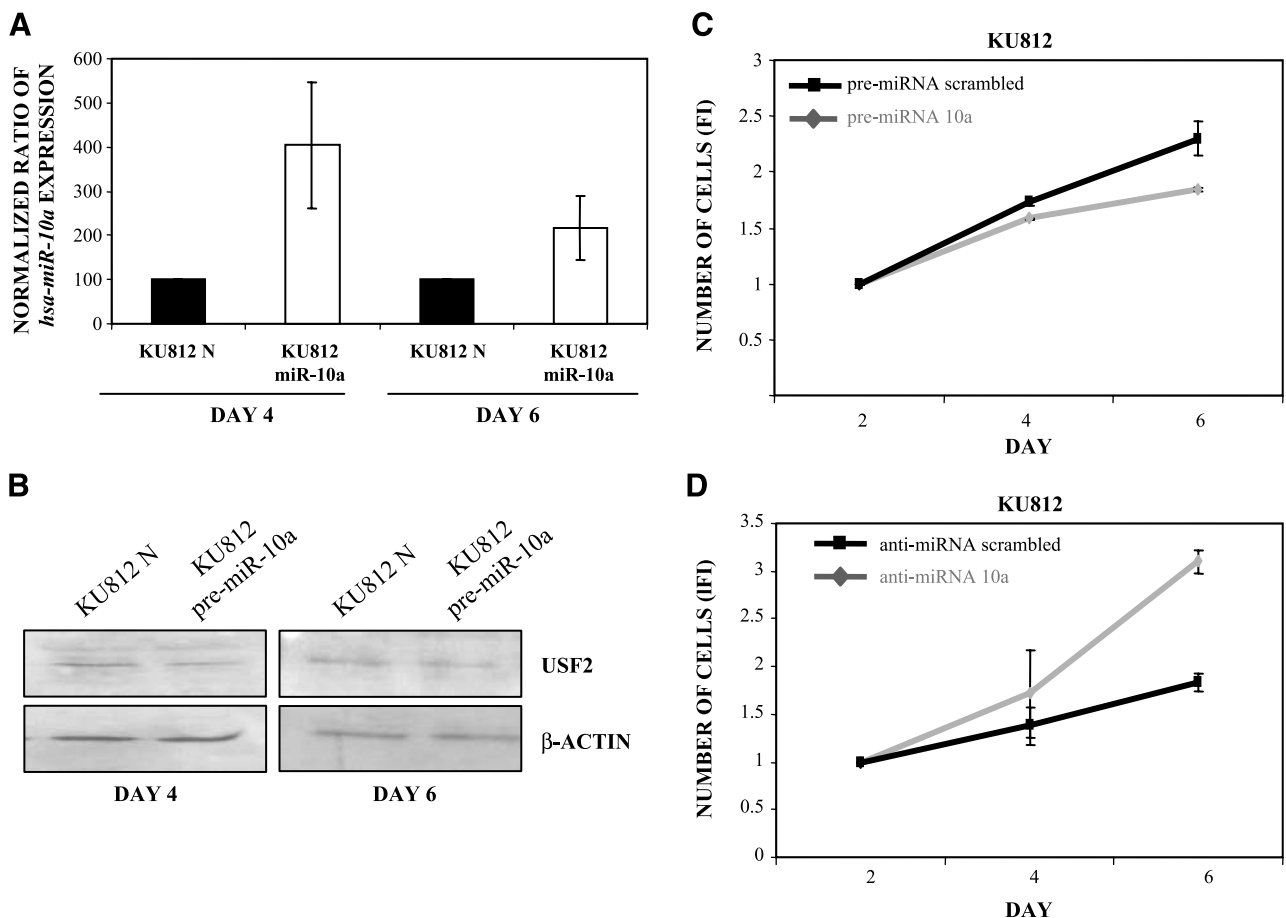 A
NORMALIZED RATIO OF
hsa-miR-10a EXPRESSION
600
500
400
300
200
100
0
KU812 N
KU812
miR-10a
KU812 N
KU812
miR-10a
DAY 4
DAY 6
B
KU812 N
KU812
pre-miR-10a
KU812 N
KU812
pre-miR-10a
USF2
β-ACTIN
DAY 4
DAY 6
C
KU812
pre-miRNA scrambled
pre-miRNA 10a
NUMBER OF CELLS (FI)
3
2.5
2
1.5
1
0.5
2
4
6
DAY
D
KU812
anti-miRNA scrambled
anti-miRNA 10a
NUMBER OF CELLS (IFI)
3.5
3
2.5
2
1.5
1
0.5
0
2
4
6
DAY